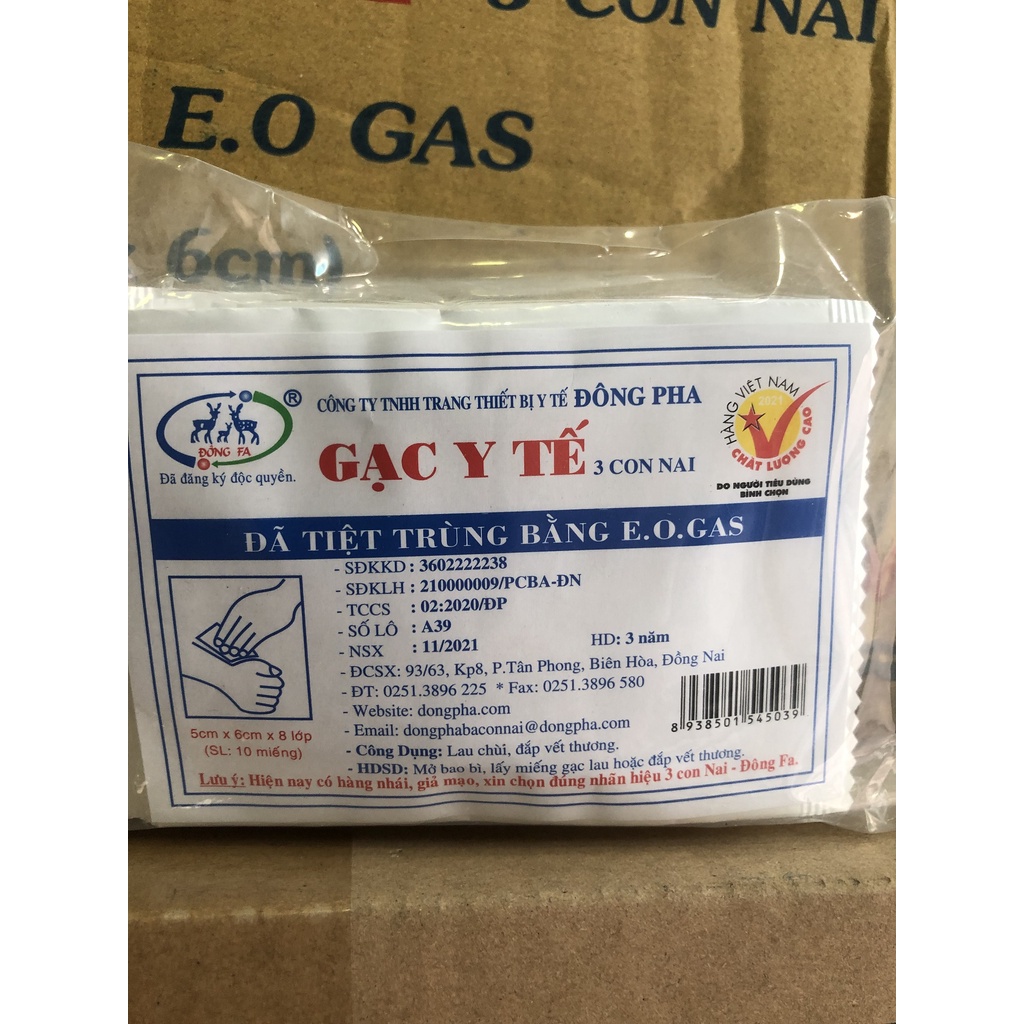 3 CON NAI
E.O GAS
6cm)
ĐÔNG FA
®
Đã đăng ký độc quyền.
CÔNG TY TNHH TRANG THIẾT BỊ Y TẾ ĐÔNG PHA
GẠC Y TẾ 3 CON NAI
HÀNG VIỆT NAM
2021
CHẤT LƯỢNG CAO
DO NGƯỜI TIÊU DÙNG
BÌNH CHỌN
ĐÃ TIỆT TRÙNG BẰNG E.O.GAS
- SĐKKD : 3602222238
- SĐKLH : 210000009/PCBA-ĐN
- TCCS : 02:2020/ĐP
- SỐ LÔ : A39
- NSX : 11/2021 HD: 3 năm
- ĐCSX: 93/63, Kp8, P.Tân Phong, Biên Hòa, Đồng Nai
- ĐT: 0251.3896 225 * Fax: 0251.3896 580
- Website: dongpha.com
- Email: dongphabaconnai@dongpha.com
- Công Dụng: Lau chùi, đắp vết thương.
- HDSD: Mở bao bì, lấy miếng gạc lau hoặc đắp vết thương.
5cm x 6cm x 8 lớp
(SL: 10 miếng)
8 938501 545039
Lưu ý: Hiện nay có hàng nhái, giả mạo, xin chọn đúng nhãn hiệu 3 con Nai - Đông Fa.